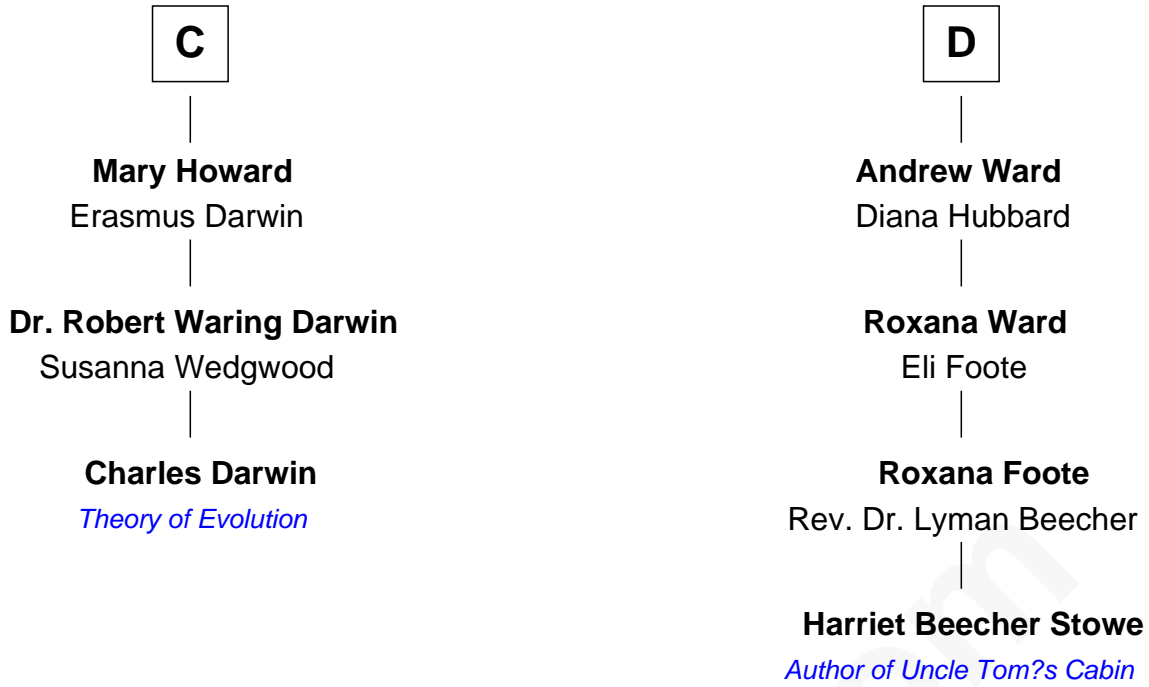 C
Mary Howard
Erasmus Darwin
Dr. Robert Waring Darwin
Susanna Wedgwood
Charles Darwin
Theory of Evolution
D
Andrew Ward
Diana Hubbard
Roxana Ward
Eli Foote
Roxana Foote
Rev. Dr. Lyman Beecher
Harriet Beecher Stowe
Author of Uncle Tom?s Cabin